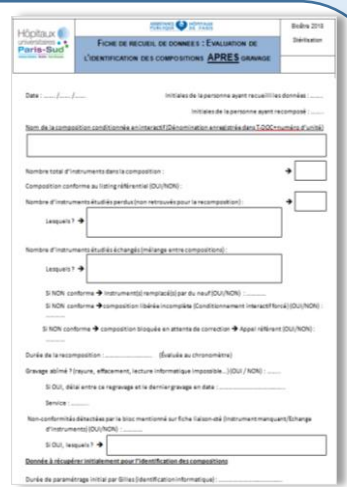 Hôpitaux
universitaires
Paris-Sud
ASSISTANCE PUBLIQUE HÔPITAUX DE PARIS
Bicêtre 2015
Stérilisation
FICHE DE RECUEIL DE DONNEES : EVALUATION DE
L'IDENTIFICATION DES COMPOSITIONS APRES GRAVAGE
Date : ....... /....... /....... Initiales de la personne ayant recueilli les données : .......
Initiales de la personne ayant recomposé : .......
Nom de la composition conditionnée en interactif (Dénomination enregistrée dans T-DOC + numéro d'unité)
Nombre total d'instruments dans la composition : →
Composition conforme au listing référentiel (OUI/NON) :
Nombre d'instruments étudiés perdus (non retrouvés pour la recomposition) : →
Lesquels ? →
Nombre d'instruments étudiés échangés (mélange entre compositions) :
Lesquels ? →
Si NON conforme → instrument(s) remplacé(s) par du neuf (OUI/NON) : ..............
Si NON conforme → composition libérée incomplète (Conditionnement interactif forcé) (OUI/NON) : ..............
Si NON conforme → composition bloquée en attente de correction → Appel référent (OUI/NON) : ..............
Durée de la recomposition : .............. (Évaluée au chronomètre)
Gravage abîmé ? (rayure, effacement, lecture informatique impossible...) (OUI / NON) : .......
Si OUI, délai entre ce regravage et le dernier gravage en date : ..............
Service : ..........
Non-conformités détectées par le bloc mentionné sur fiche liaison-sté (Instrument manquant/Echange
d'instruments) (OUI/NON) : ..............
Si OUI, lesquels ? →
Donnée à récupérer initialement pour l'identification des compositions
Durée de paramétrage initial par Gilles (identification informatique) : ..............